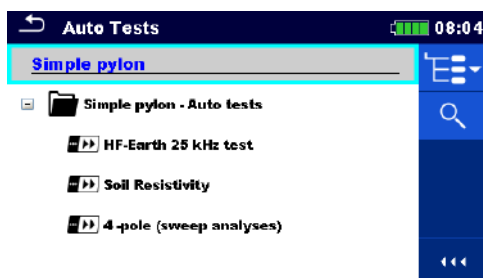 Auto Tests 08:04
Simple pylon
Simple pylon - Auto tests
HF-Earth 25 kHz test
Soil Resistivity
4-pole (sweep analyses)